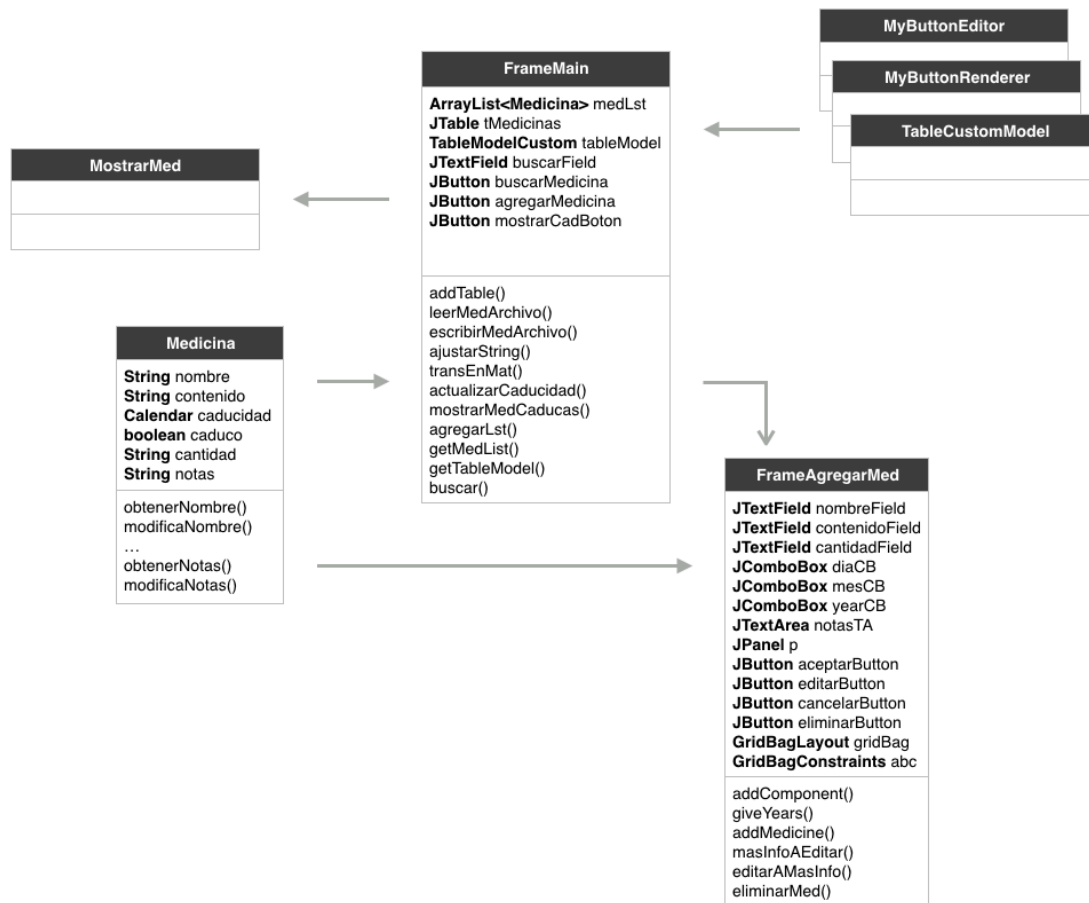 MyButtonEditor
MyButtonRenderer
TableCustomModel
FrameMain
ArrayList<Medicina> medLst
JTable tMedicinas
TableModelCustom tableModel
JTextField buscarField
JButton buscarMedicina
JButton agregarMedicina
JButton mostrarCadBoton
addTable()
leerMedArchivo()
escribirMedArchivo()
ajustarString()
transEnMat()
actualizarCaducidad()
mostrarMedCaducas()
agregarLst()
getMedList()
getTableModel()
buscar()
MostrarMed
Medicina
String nombre
String contenido
Calendar caducidad
boolean caduco
String cantidad
String notas
obtenerNombre()
modificaNombre()
…
obtenerNotas()
modificaNotas()
FrameAgregarMed
JTextField nombreField
JTextField contenidoField
JTextField cantidadField
JComboBox diaCB
JComboBox mesCB
JComboBox yearCB
JTextArea notasTA
JPanel p
JButton aceptarButton
JButton editarButton
JButton cancelarButton
JButton eliminarButton
GridBagLayout gridBag
GridBagConstraints abc
addComponent()
giveYears()
addMedicine()
masInfoAEditar()
editarAMasInfo()
eliminarMed()